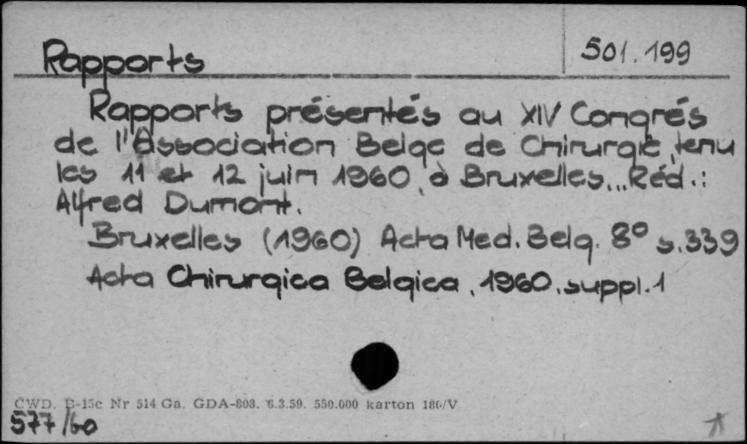 Rapports
501.199
Rapports présentés au XIV Congrés
de l'Association Belge de Chirurgie, tenu
les 11 et 12 juin 1960, à Bruxelles... Réd.:
Alfred Dumont.
Bruxelles (1960) Acta Med. Belg. 8° s.339
Acta Chirurgica Belgica, 1960, suppl.1
CWD. B-15c Nr 514 Ga. GDA-808. 6.3.59. 550.000 karton 180/V
577/60